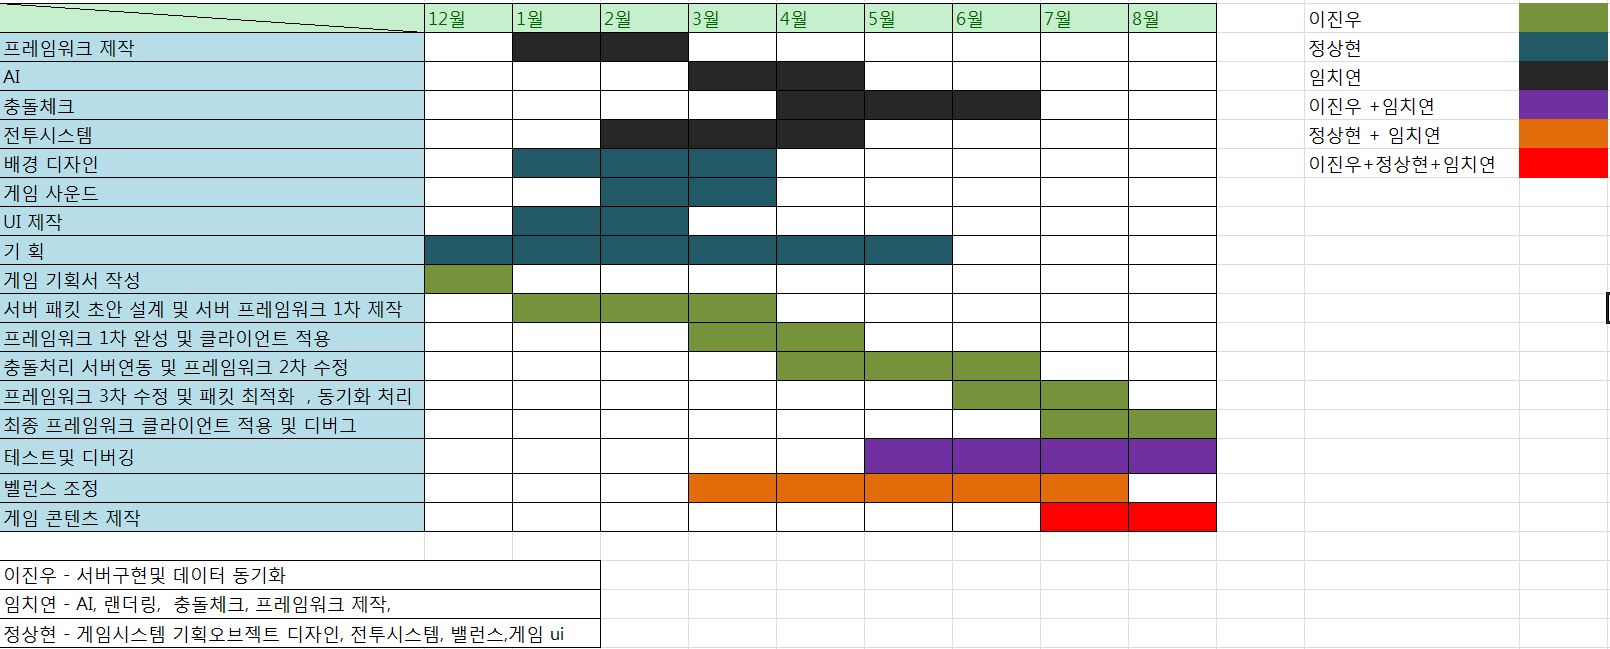 12월 1월 2월 3월 4월 5월 6월 7월 8월 이진우
프레임워크 제작 정상현
AI 임치연
충돌체크 이진우 +임치연
전투시스템 정상현 + 임치연
배경 디자인 이진우+정상현+임치연
게임 사운드
UI 제작
기 획
게임 기획서 작성
서버 패킷 초안 설계 및 서버 프레임워크 1차 제작
프레임워크 1차 완성 및 클라이언트 적용
충돌처리 서버연동 및 프레임워크 2차 수정
프레임워크 3차 수정 및 패킷 최적화 , 동기화 처리
최종 프레임워크 클라이언트 적용 및 디버그
테스트및 디버깅
벨런스 조정
게임 콘텐츠 제작
이진우 - 서버구현및 데이터 동기화
임치연 - AI, 랜더링, 충돌체크, 프레임워크 제작,
정상현 - 게임시스템 기획오브젝트 디자인, 전투시스템, 밸런스,게임 ui